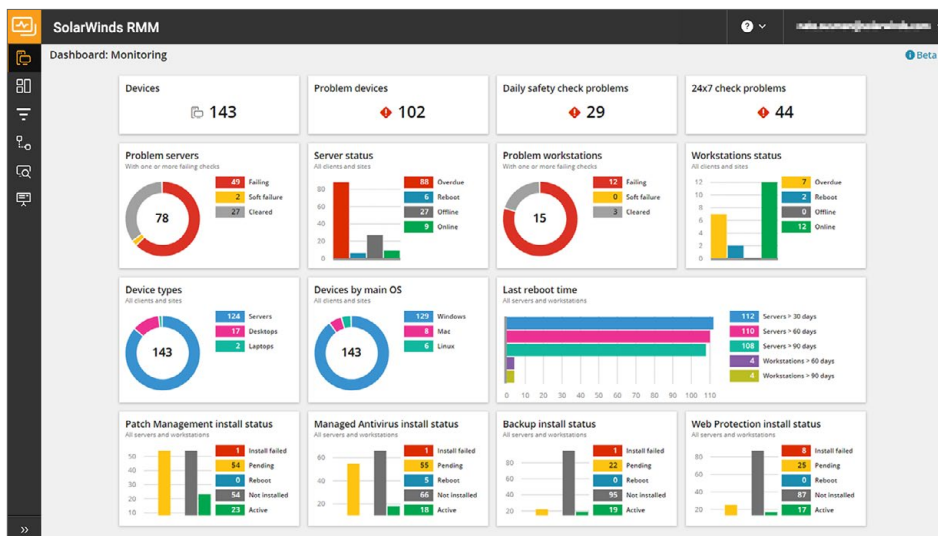 SolarWinds RMM
Dashboard: Monitoring
Beta
Devices
143
Problem devices
102
Daily safety check problems
29
24x7 check problems
44
Problem servers
With one or more failing checks
78
49 Failing
2 Soft failure
27 Cleared
Server status
All clients and sites
80
60
40
20
0
88 Overdue
6 Reboot
27 Offline
9 Online
Problem workstations
With one or more failing checks
15
12 Failing
0 Soft failure
3 Cleared
Workstations status
All clients and sites
12
10
8
6
4
2
0
7 Overdue
2 Reboot
0 Offline
12 Online
Device types
All clients and sites
143
124 Servers
17 Desktops
2 Laptops
Devices by main OS
All clients and sites
143
129 Windows
8 Mac
6 Linux
Last reboot time
All servers and workstations
0 10 20 30 40 50 60 70 80 90 100 110
112 Servers > 30 days
110 Servers > 60 days
108 Servers > 90 days
4 Workstations > 60 days
4 Workstations > 90 days
Patch Management install status
All servers and workstations
50
40
30
20
10
1 Install failed
54 Pending
0 Reboot
54 Not installed
23 Active
Managed Antivirus install status
All servers and workstations
60
40
20
1 Install failed
55 Pending
5 Reboot
66 Not installed
18 Active
Backup install status
All servers and workstations
80
60
40
20
1 Install failed
22 Pending
0 Reboot
95 Not installed
19 Active
Web Protection install status
All servers and workstations
80
60
40
20
8 Install failed
25 Pending
0 Reboot
87 Not installed
17 Active